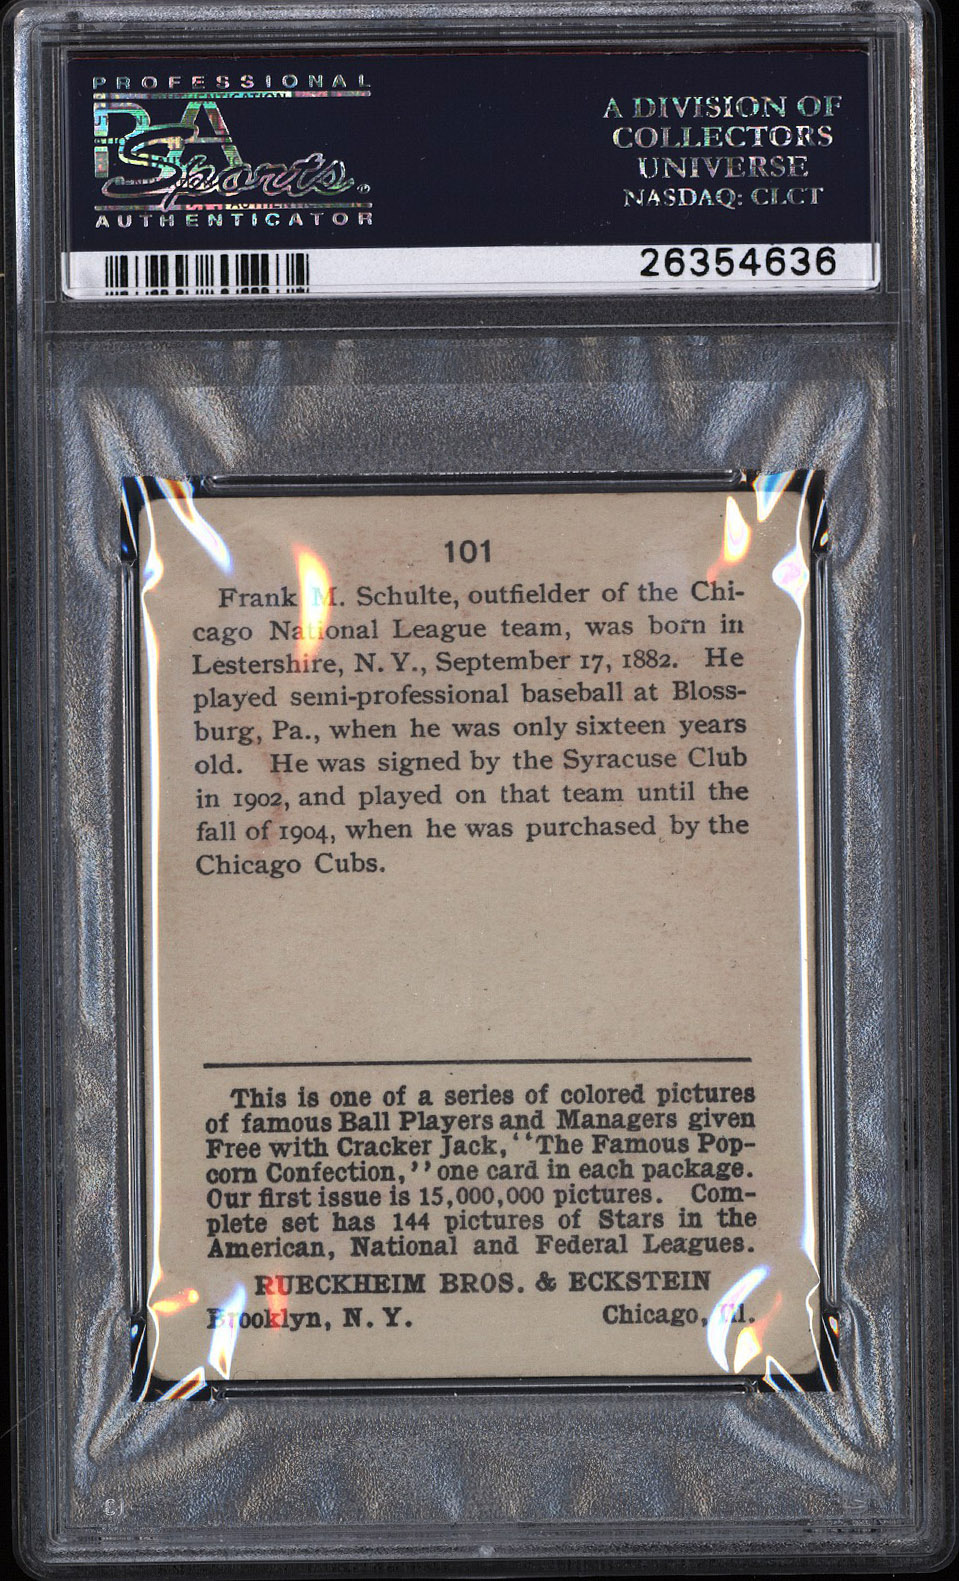 PROFESSIONAL
PSA
Sports
AUTHENTICATOR
A DIVISION OF
COLLECTORS
UNIVERSE
NASDAQ: CLCT
26354636
101
Frank M. Schulte, outfielder of the Chi-
cago National League team, was born in
Lestershire, N. Y., September 17, 1882. He
played semi-professional baseball at Bloss-
burg, Pa., when he was only sixteen years
old. He was signed by the Syracuse Club
in 1902, and played on that team until the
fall of 1904, when he was purchased by the
Chicago Cubs.
This is one of a series of colored pictures
of famous Ball Players and Managers given
Free with Cracker Jack, "The Famous Pop-
corn Confection," one card in each package.
Our first issue is 15,000,000 pictures. Com-
plete set has 144 pictures of Stars in the
American, National and Federal Leagues.
RUECKHEIM BROS. & ECKSTEIN
Brooklyn, N. Y. Chicago, Ill.